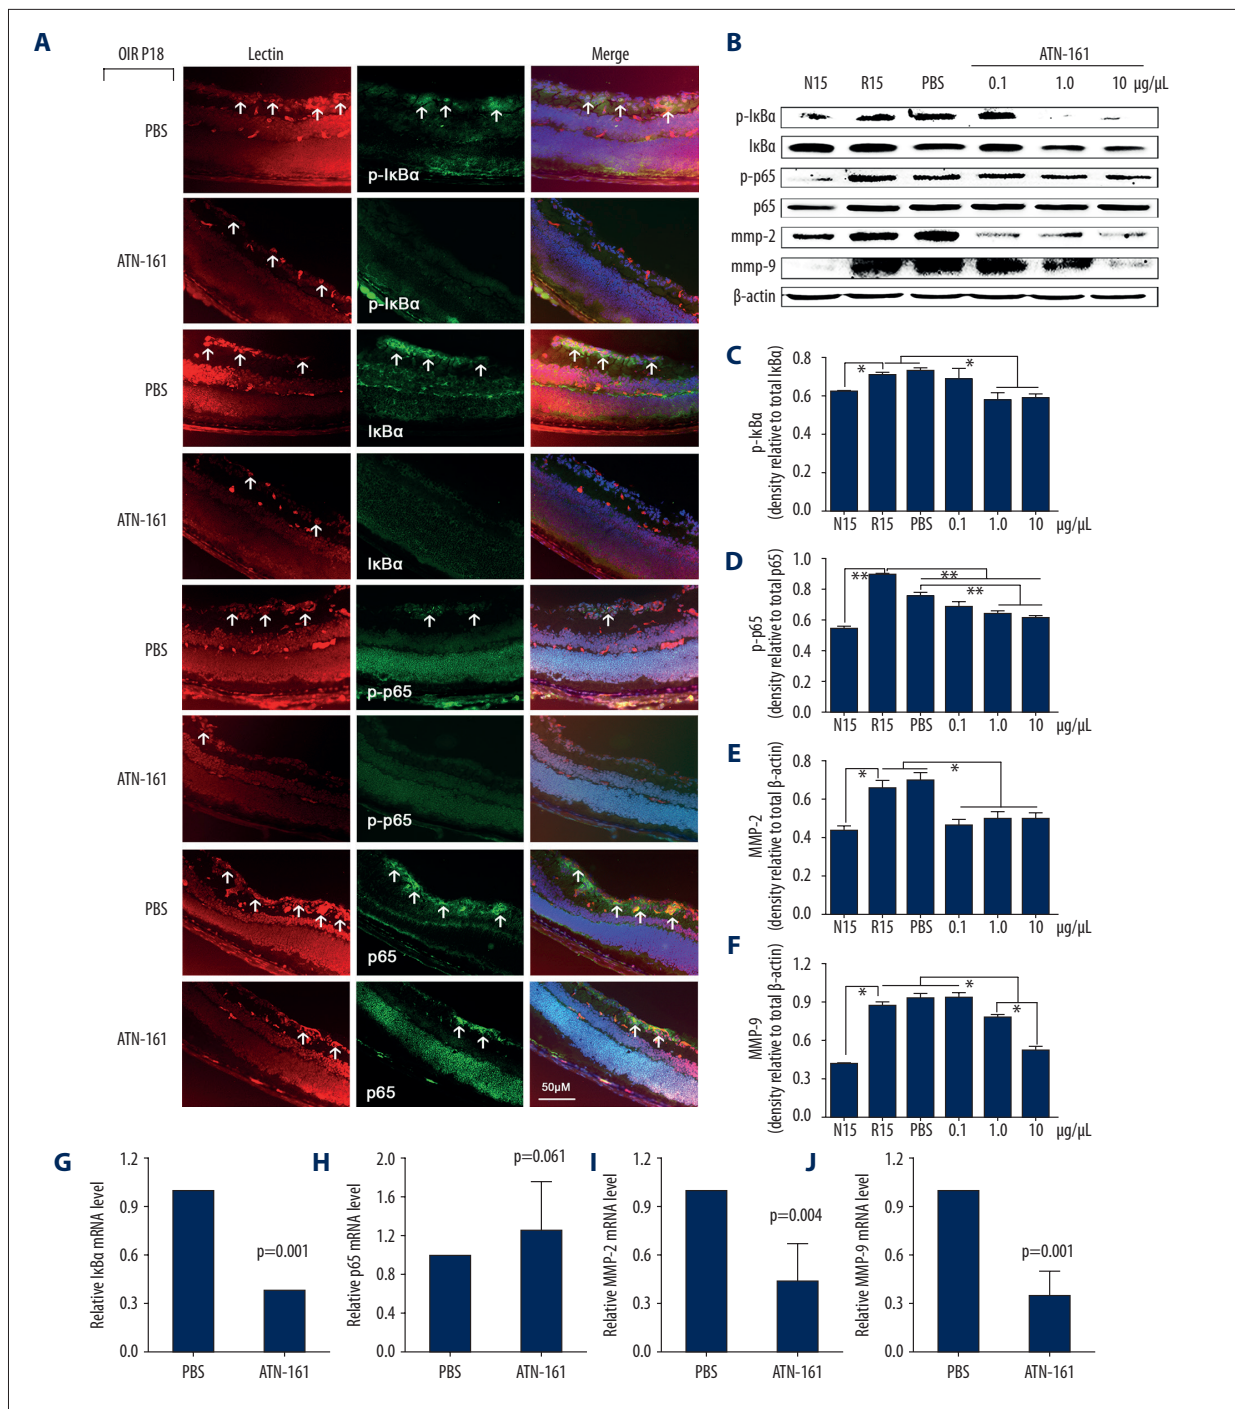 A
OIR P18
Lectin
Merge
PBS
p-IκBα
ATN-161
p-IκBα
PBS
IκBα
ATN-161
IκBα
PBS
p-p65
ATN-161
p-p65
PBS
p65
ATN-161
p65
50μM
B
ATN-161
N15 R15 PBS 0.1 1.0 10 μg/μL
p-IκBα
IκBα
p-p65
p65
mmp-2
mmp-9
β-actin
C
p-IκBα
(density relative to total IκBα)
0.8
0.6
0.4
0.2
0.0
* *
N15 R15 PBS 0.1 1.0 10 μg/μL
D
p-p65
(density relative to total p65)
1.0
0.8
0.6
0.4
0.2
0.0
** **
**
N15 R15 PBS 0.1 1.0 10 μg/μL
E
MMP-2
(density relative to total β-actin)
0.8
0.6
0.4
0.2
0.0
* *
N15 R15 PBS 0.1 1.0 10 μg/μL
F
MMP-9
(density relative to total β-actin)
1.2
0.9
0.6
0.3
0.0
* *
*
N15 R15 PBS 0.1 1.0 10 μg/μL
G
Relative IκBα mRNA level
1.2
0.9
0.6
0.3
0.0
p=0.001
PBS ATN-161
H
Relative p65 mRNA level
2.0
1.6
1.2
0.8
0.4
0.0
p=0.061
PBS ATN-161
I
Relative MMP-2 mRNA level
1.2
0.9
0.6
0.3
0.0
p=0.004
PBS ATN-161
J
Relative MMP-9 mRNA level
1.2
0.9
0.6
0.3
0.0
p=0.001
PBS ATN-161